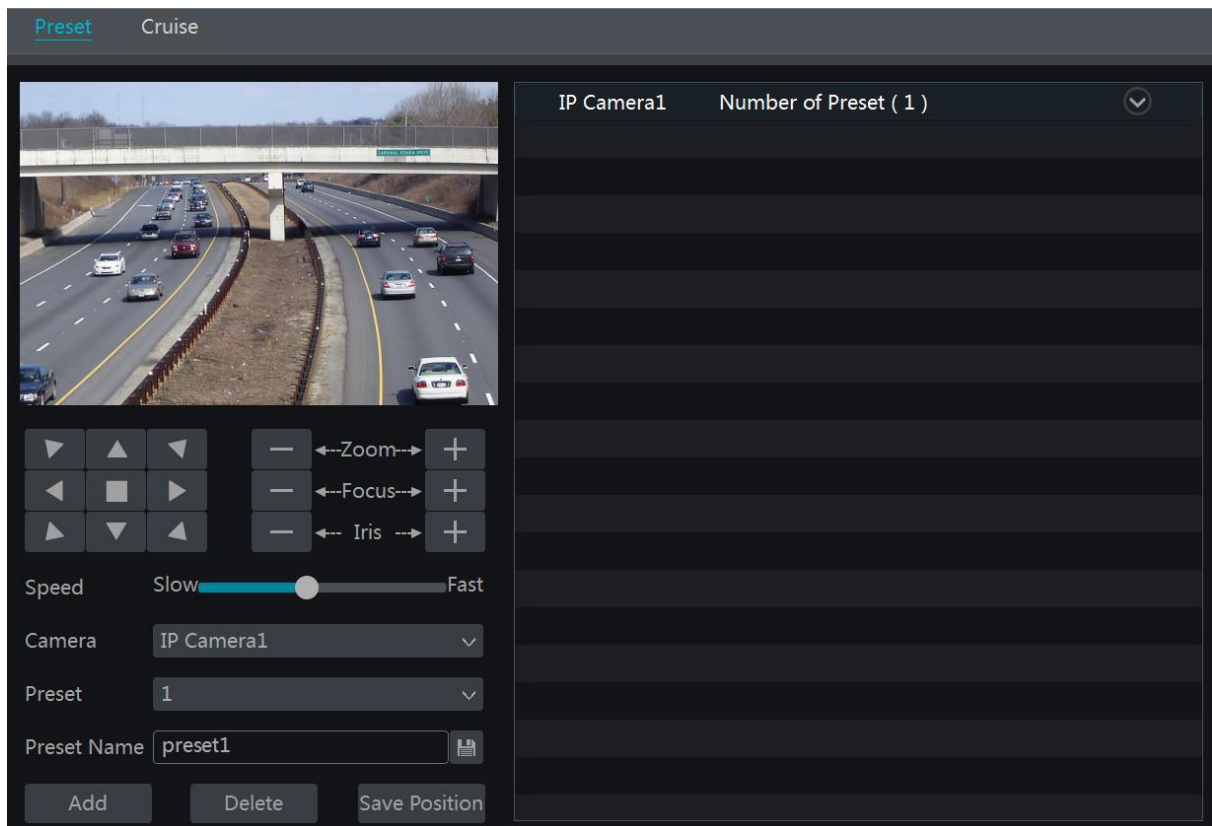 Preset Cruise
IP Camera1 Number of Preset ( 1 )
Zoom
Focus
Iris
Speed Slow Fast
Camera IP Camera1
Preset 1
Preset Name preset1
Add Delete Save Position